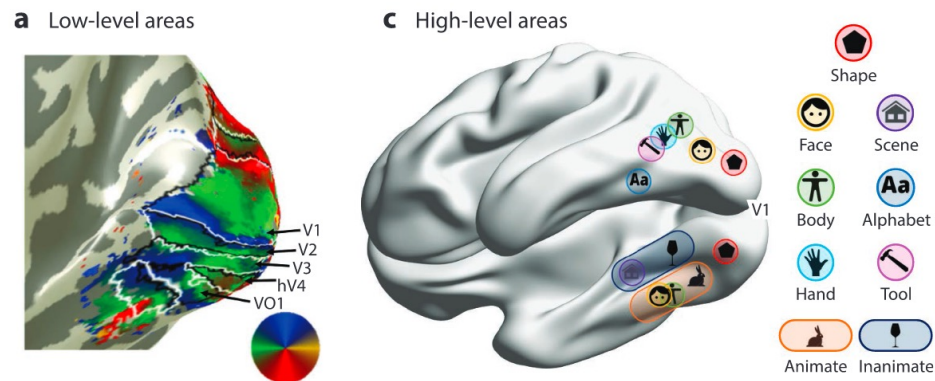 a Low-level areas
V1
V2
V3
hV4
VO1
c High-level areas
Aa
V1
Shape
Face Scene
Aa
Body Alphabet
Hand Tool
Animate Inanimate